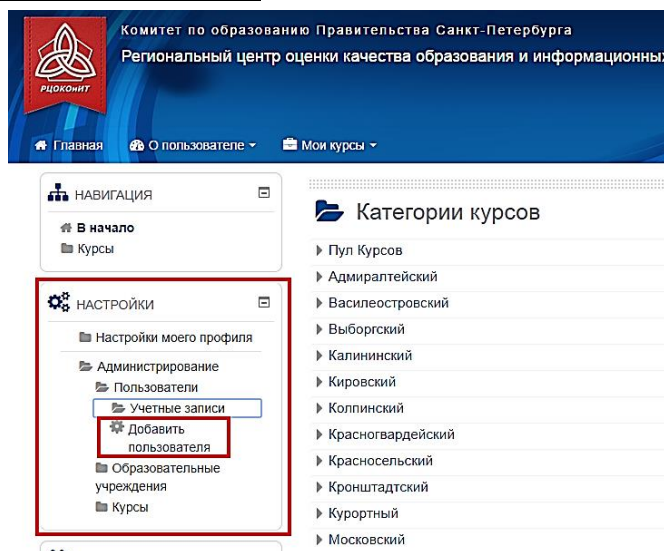 Комитет по образованию Правительства Санкт-Петербурга
Региональный центр оценки качества образования и информационных
РЦОКОиИТ
Главная О пользователе Мои курсы
НАВИГАЦИЯ
В начало
Курсы
НАСТРОЙКИ
Настройки моего профиля
Администрирование
Пользователи
Учетные записи
Добавить
пользователя
Образовательные
учреждения
Курсы
Категории курсов
Пул Курсов
Адмиралтейский
Василеостровский
Выборгский
Калининский
Кировский
Колпинский
Красногвардейский
Красносельский
Кронштадтский
Курортный
Московский